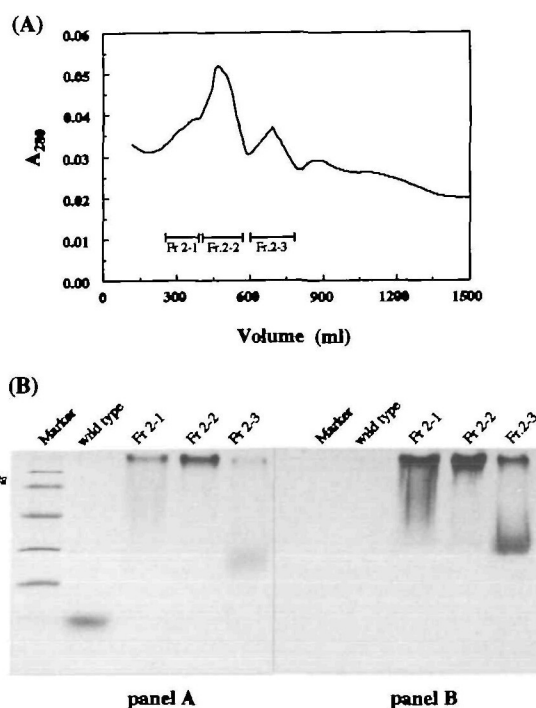 (A)
0.06
0.05
0.04
0.03
0.02
0.01
0.00
A280
Fr 2-1
Fr.2-2
Fr.2-3
0
300
600
900
1200
1500
Volume (ml)
(B)
Marker
wild type
Fr 2-1
Fr 2-2
Fr 2-3
Marker
wild type
Fr 2-1
Fr 2-2
Fr.2-3
panel A
panel B